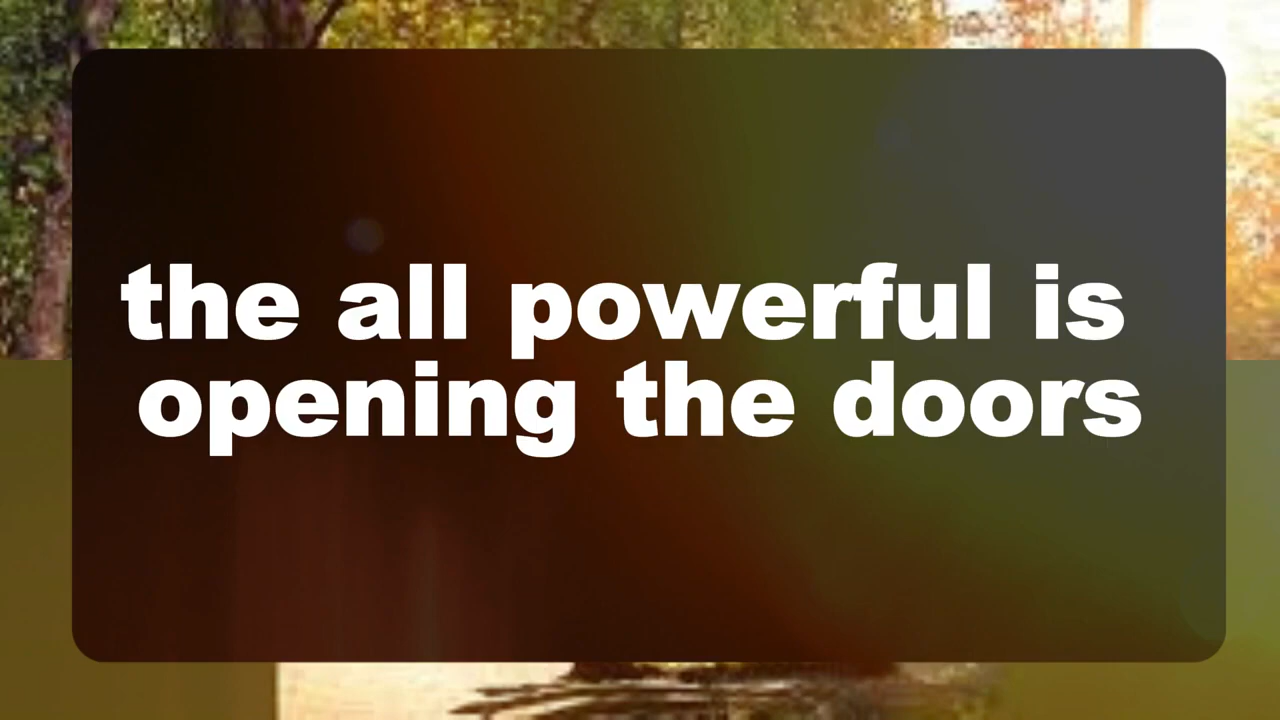 the all powerful is
opening the doors